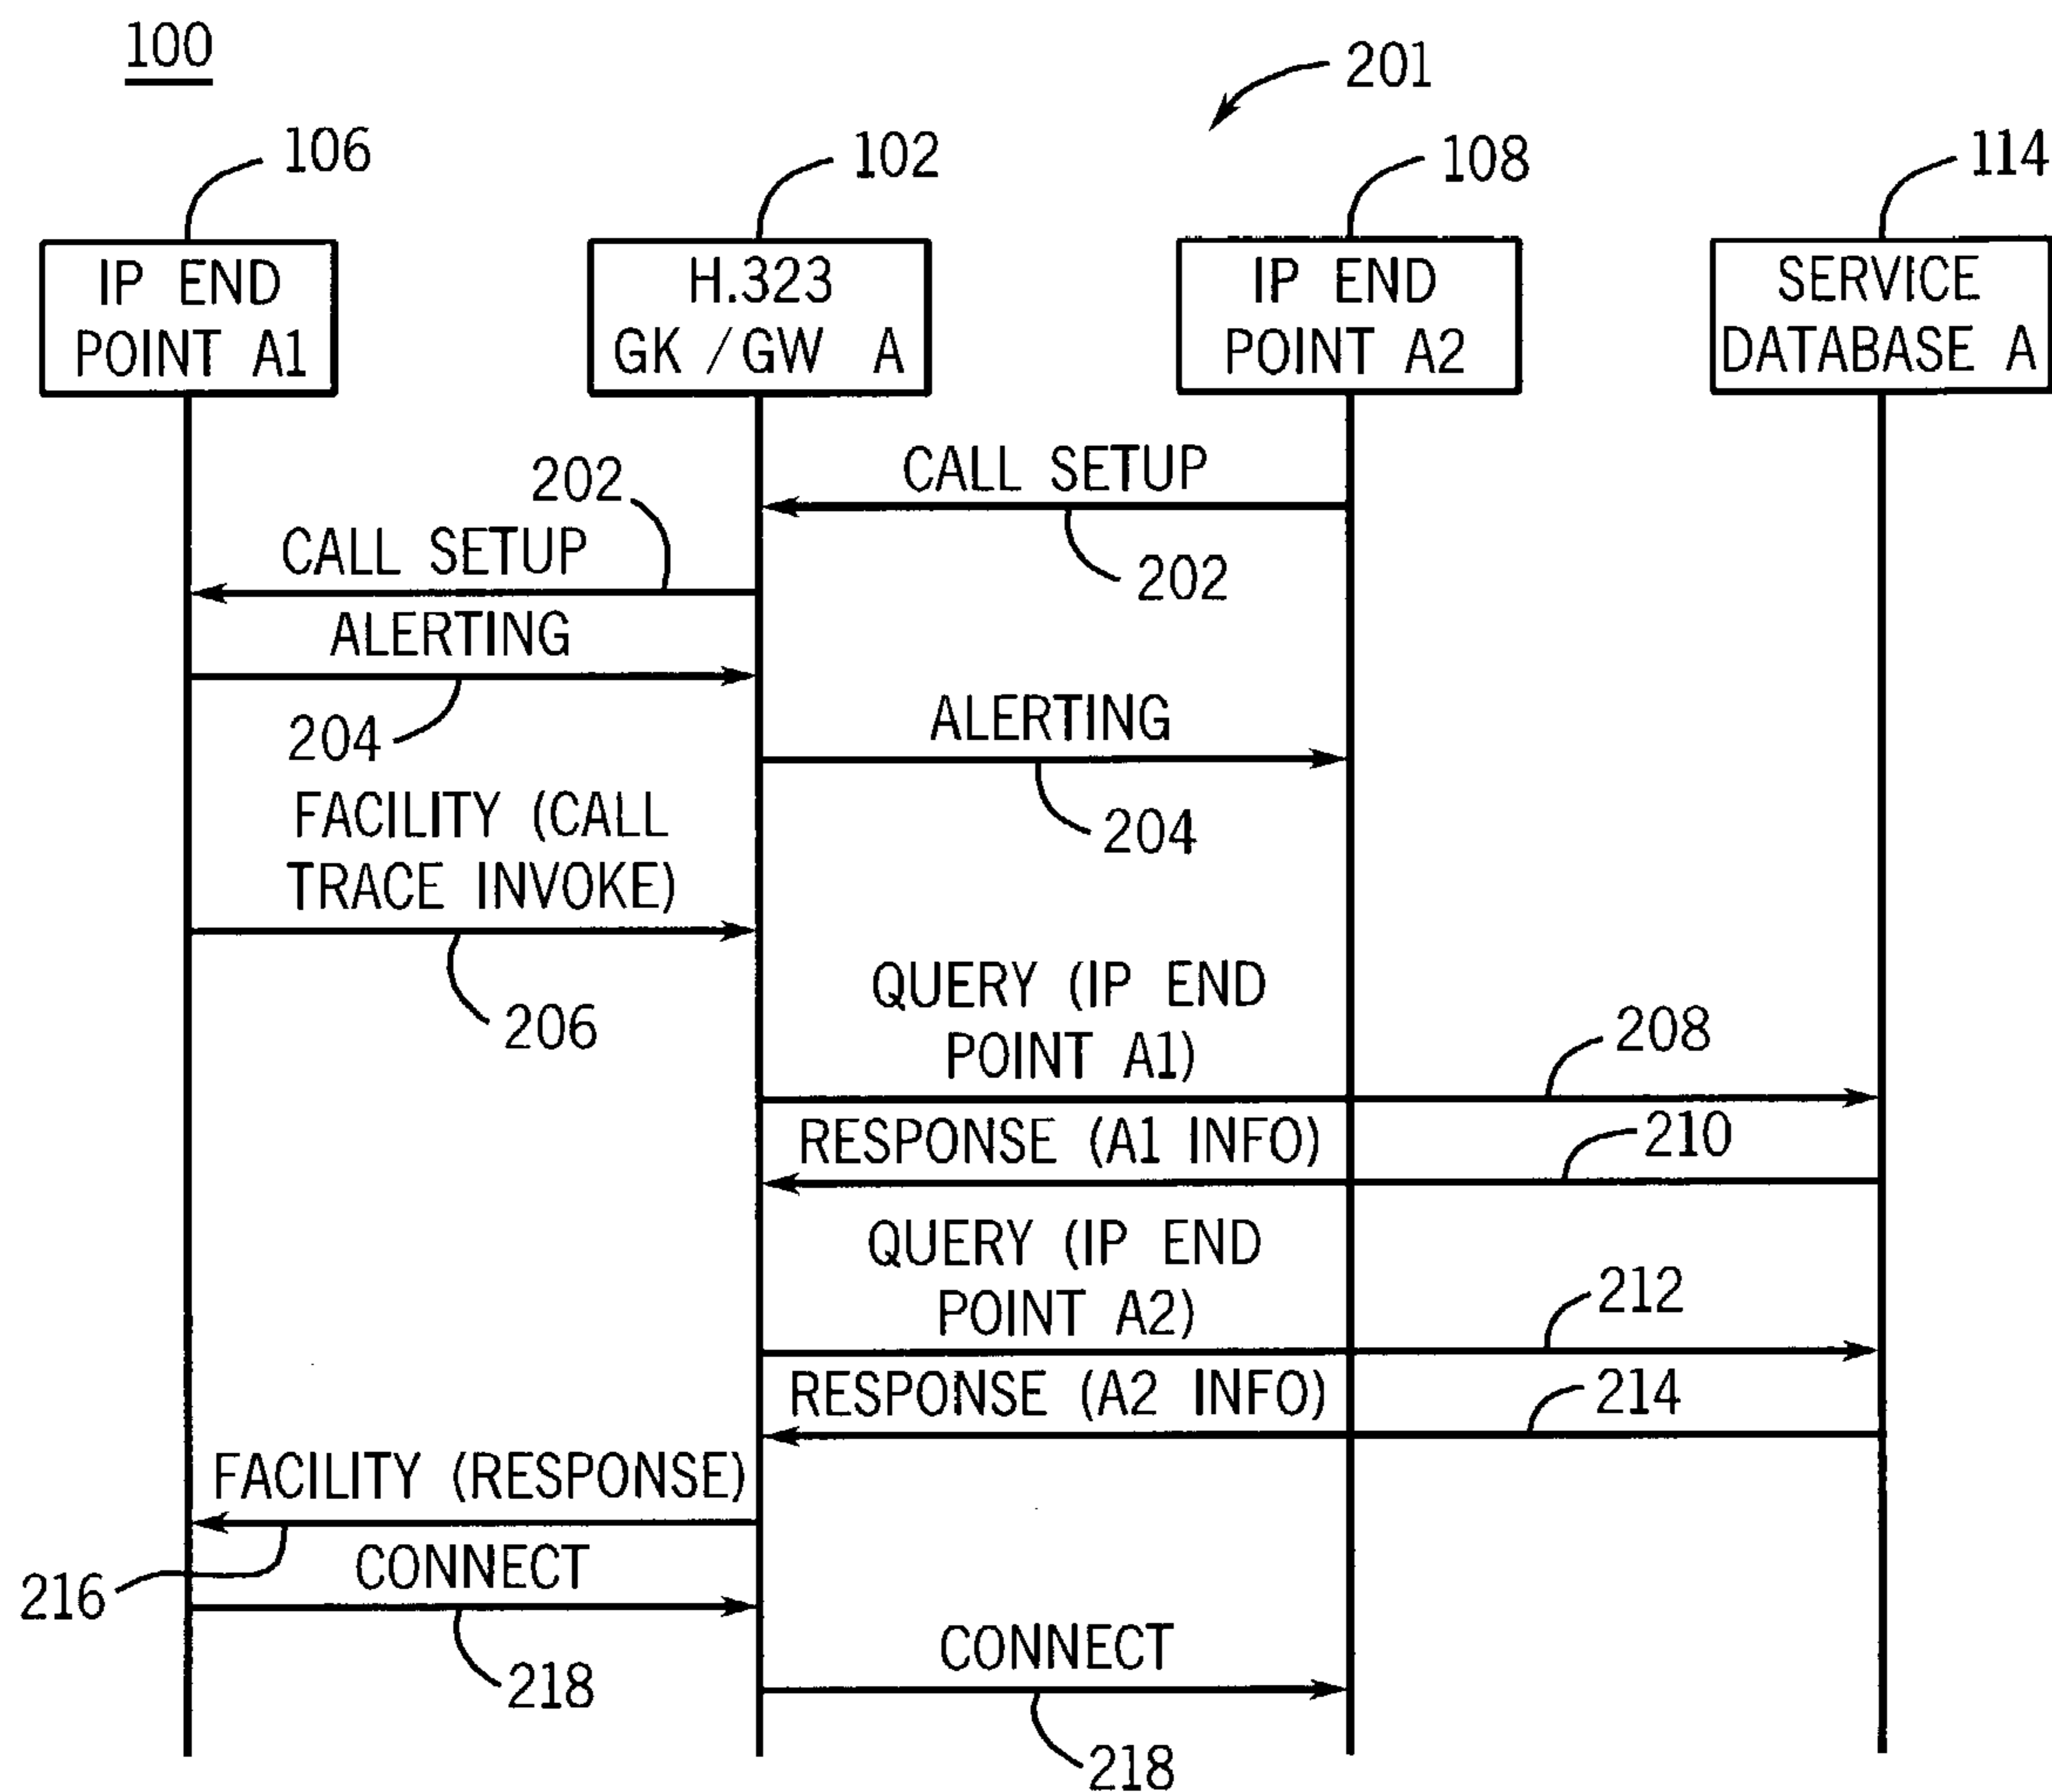 100
201
106
102
108
114
IP END
POINT A1
H.323
GK / GW A
IP END
POINT A2
SERVICE
DATABASE A
CALL SETUP
202
202
CALL SETUP
ALERTING
204
ALERTING
204
FACILITY (CALL
TRACE INVOKE)
206
QUERY (IP END
POINT A1)
208
RESPONSE (A1 INFO)
210
QUERY (IP END
POINT A2)
212
RESPONSE (A2 INFO)
214
FACILITY (RESPONSE)
216
CONNECT
218
CONNECT
218